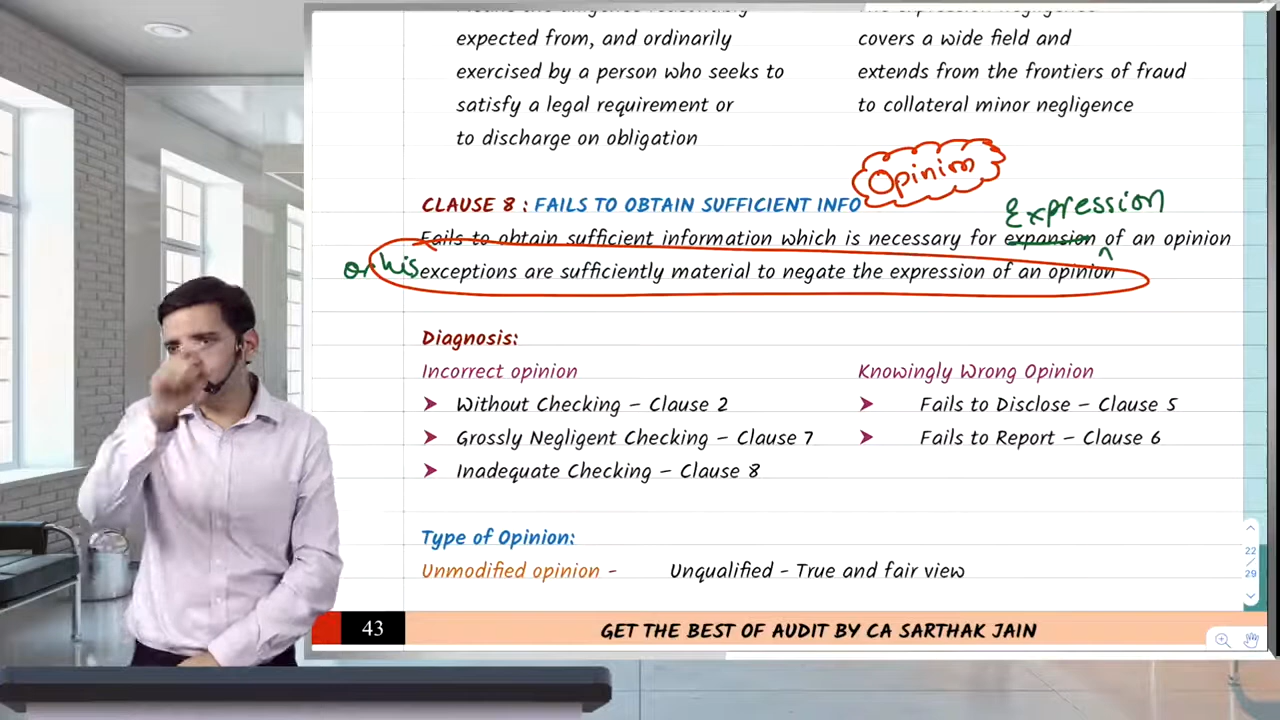 expected from, and ordinarily
exercised by a person who seeks to
satisfy a legal requirement or
to discharge on obligation
covers a wide field and
extends from the frontiers of fraud
to collateral minor negligence
Opinion
CLAUSE 8 : FAILS TO OBTAIN SUFFICIENT INFO
Expression
Fails to obtain sufficient information which is necessary for expansion of an opinion
or his exceptions are sufficiently material to negate the expression of an opinion
Diagnosis:
Incorrect opinion
➤ Without Checking – Clause 2
➤ Grossly Negligent Checking – Clause 7
➤ Inadequate Checking – Clause 8
Knowingly Wrong Opinion
➤ Fails to Disclose – Clause 5
➤ Fails to Report – Clause 6
Type of Opinion:
Unmodified opinion - Unqualified - True and fair view
22
29
43 GET THE BEST OF AUDIT BY CA SARTHAK JAIN